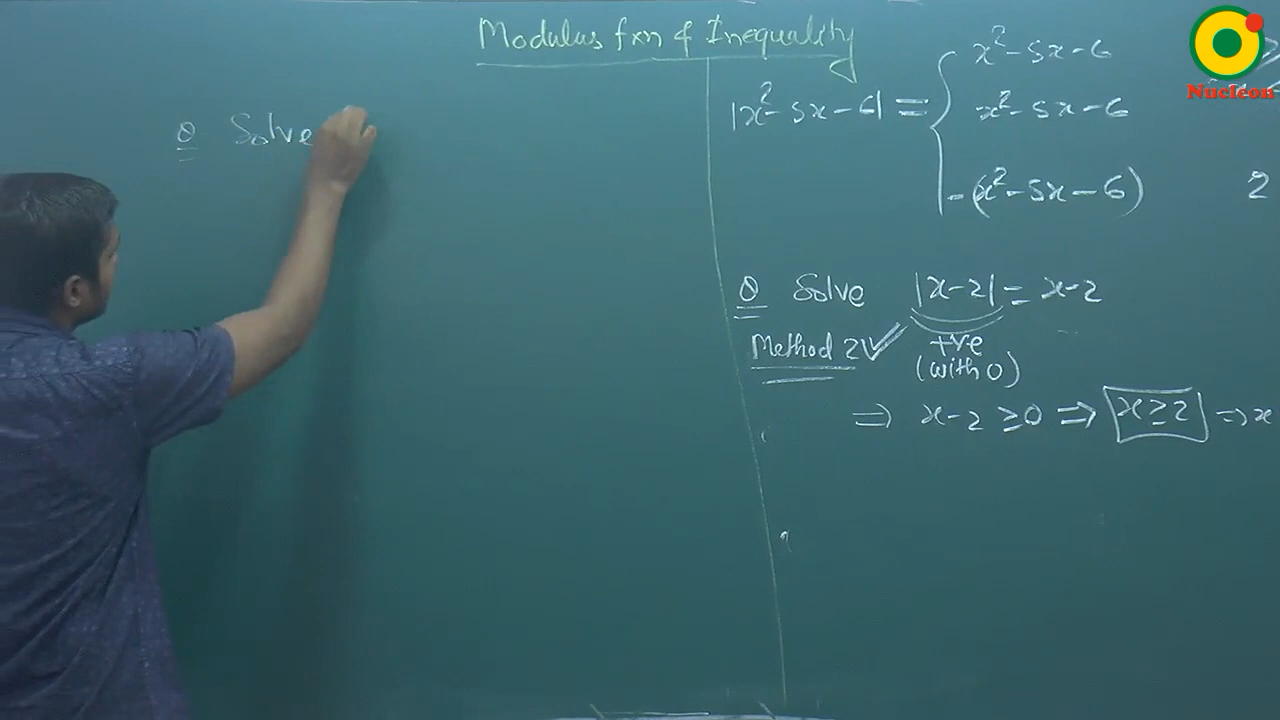 Modulus fxn & Inequality
Q Solve
|x²-5x-6| = { x²-5x-6
x²-5x-6
-(x²-5x-6) 2
Q Solve |x-2| = x-2
Method 2 ✓ +ve
(with 0)
⇒ x-2 ≥0 ⇒ x≥2 ⇒ x
Nucleon